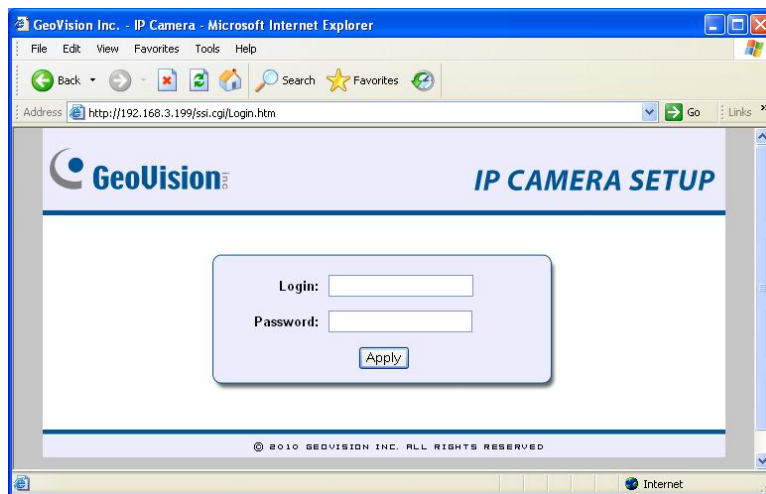 GeoVision Inc. - IP Camera - Microsoft Internet Explorer
File Edit View Favorites Tools Help
Back Search Favorites
Address http://192.168.3.199/ssi.cgi/Login.htm Go Links »
GeoVision Inc
IP CAMERA SETUP
Login:
Password:
Apply
© 2010 GEOVISION INC. ALL RIGHTS RESERVED
Internet